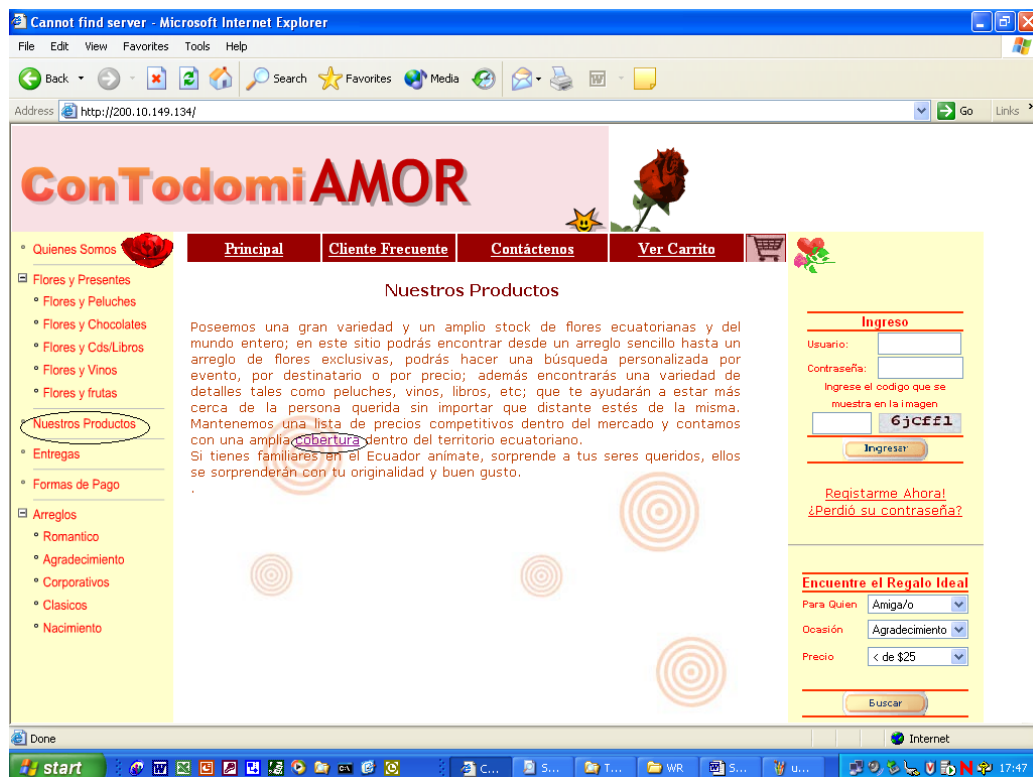 Cannot find server - Microsoft Internet Explorer
File Edit View Favorites Tools Help
Back Search Favorites Media
Address http://200.10.149.134/ Go Links
ConTodomiAMOR
Principal Cliente Frecuente Contáctenos Ver Carrito
Quienes Somos
Flores y Presentes
Flores y Peluches
Flores y Chocolates
Flores y Cds/Libros
Flores y Vinos
Flores y frutas
Nuestros Productos
Entregas
Formas de Pago
Arreglos
Romantico
Agradecimiento
Corporativos
Clasicos
Nacimiento
Nuestros Productos
Poseemos una gran variedad y un amplio stock de flores ecuatorianas y del
mundo entero; en este sitio podrás encontrar desde un arreglo sencillo hasta un
arreglo de flores exclusivas, podrás hacer una búsqueda personalizada por
evento, por destinatario o por precio; además encontrarás una variedad de
detalles tales como peluches, vinos, libros, etc; que te ayudarán a estar más
cerca de la persona querida sin importar que distante estés de la misma.
Mantenemos una lista de precios competitivos dentro del mercado y contamos
con una amplia cobertura dentro del territorio ecuatoriano.
Si tienes familiares en el Ecuador anímate, sorprende a tus seres queridos, ellos
se sorprenderán con tu originalidad y buen gusto.
.
Ingreso
Usuario:
Contraseña:
Ingrese el codigo que se
muestra en la imagen
6jCff1
Ingresar
Registarme Ahora!
¿Perdió su contraseña?
Encuentre el Regalo Ideal
Para Quien Amiga/o
Ocasión Agradecimiento
Precio < de $25
Buscar
Done Internet
start C... S... T... WR S... u... 17:47